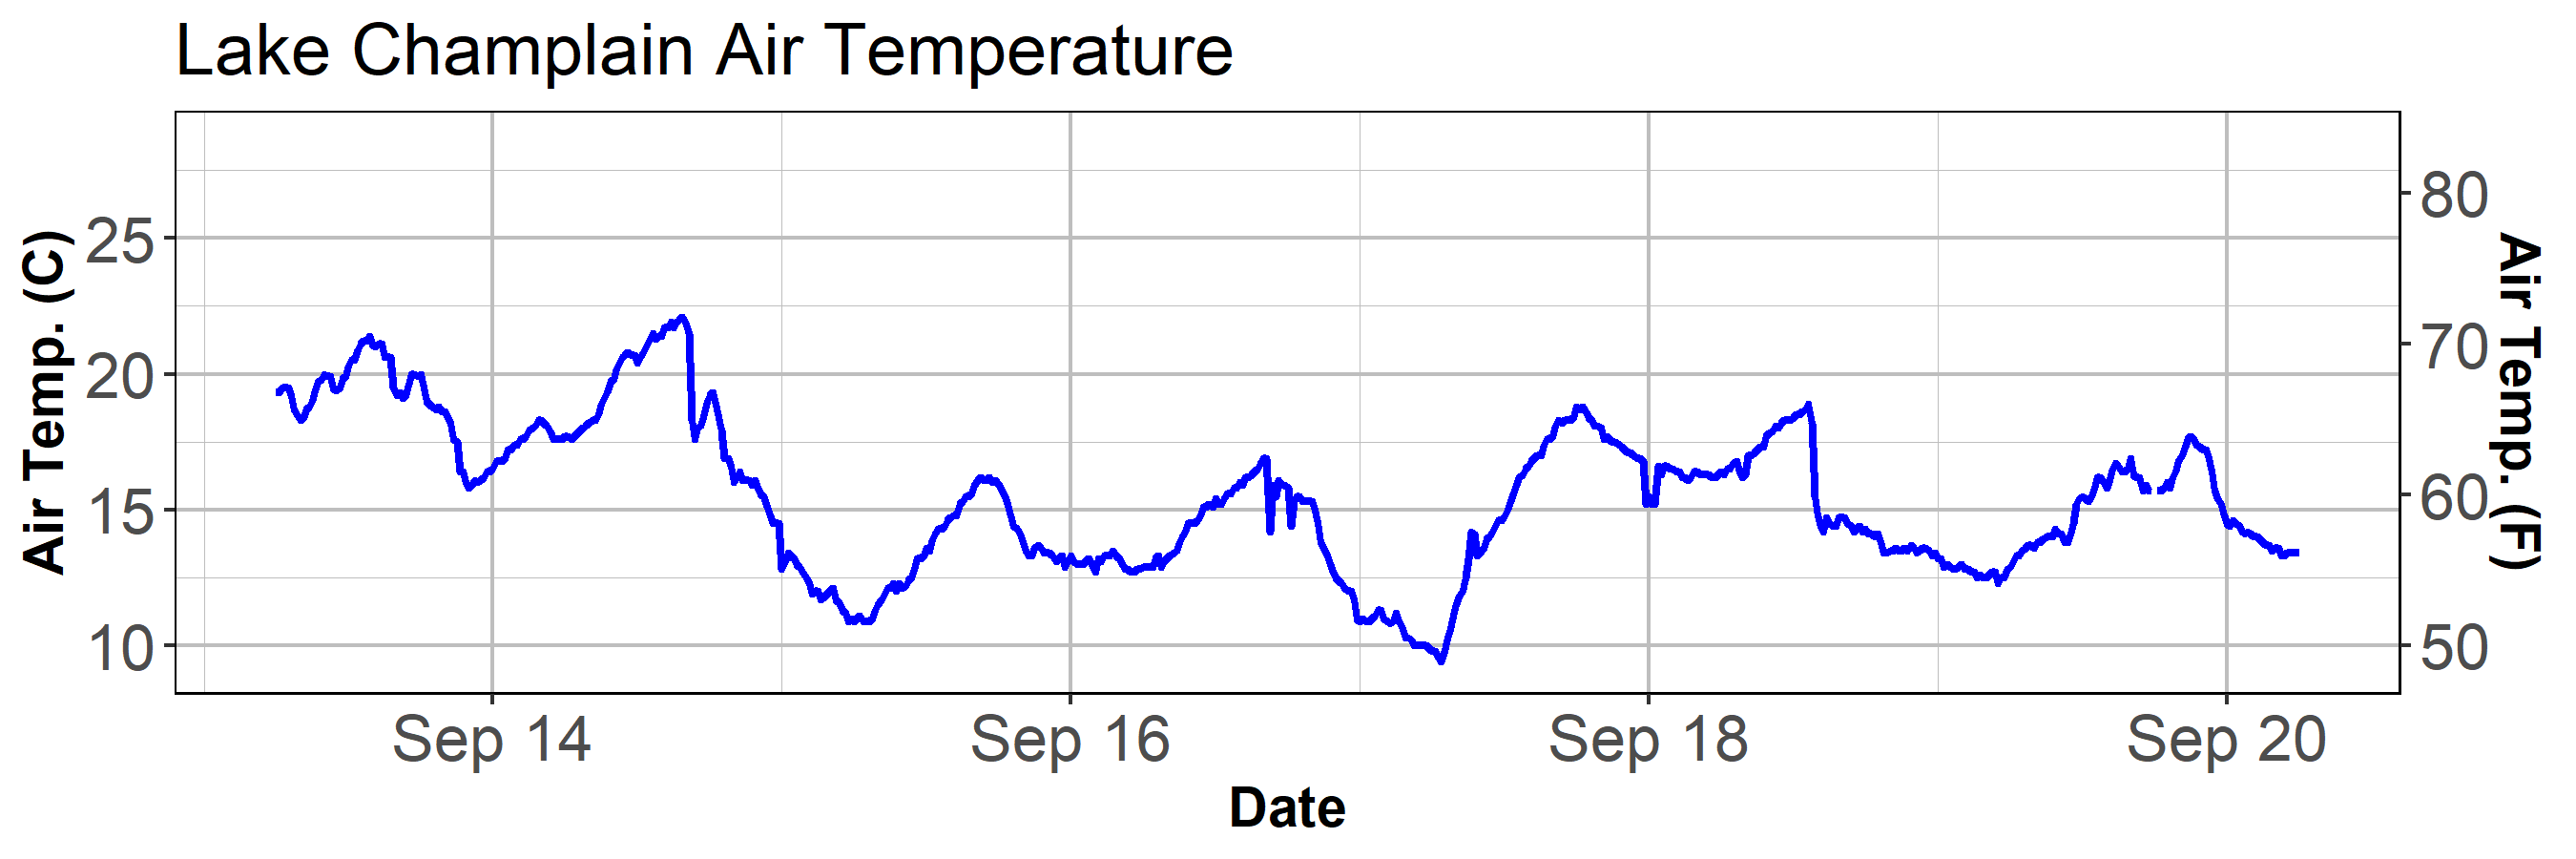 Lake Champlain Air Temperature
Air Temp. (C)
25
20
15
10
80
70
60
50
Air Temp. (F)
Sep 14
Sep 16
Sep 18
Sep 20
Date